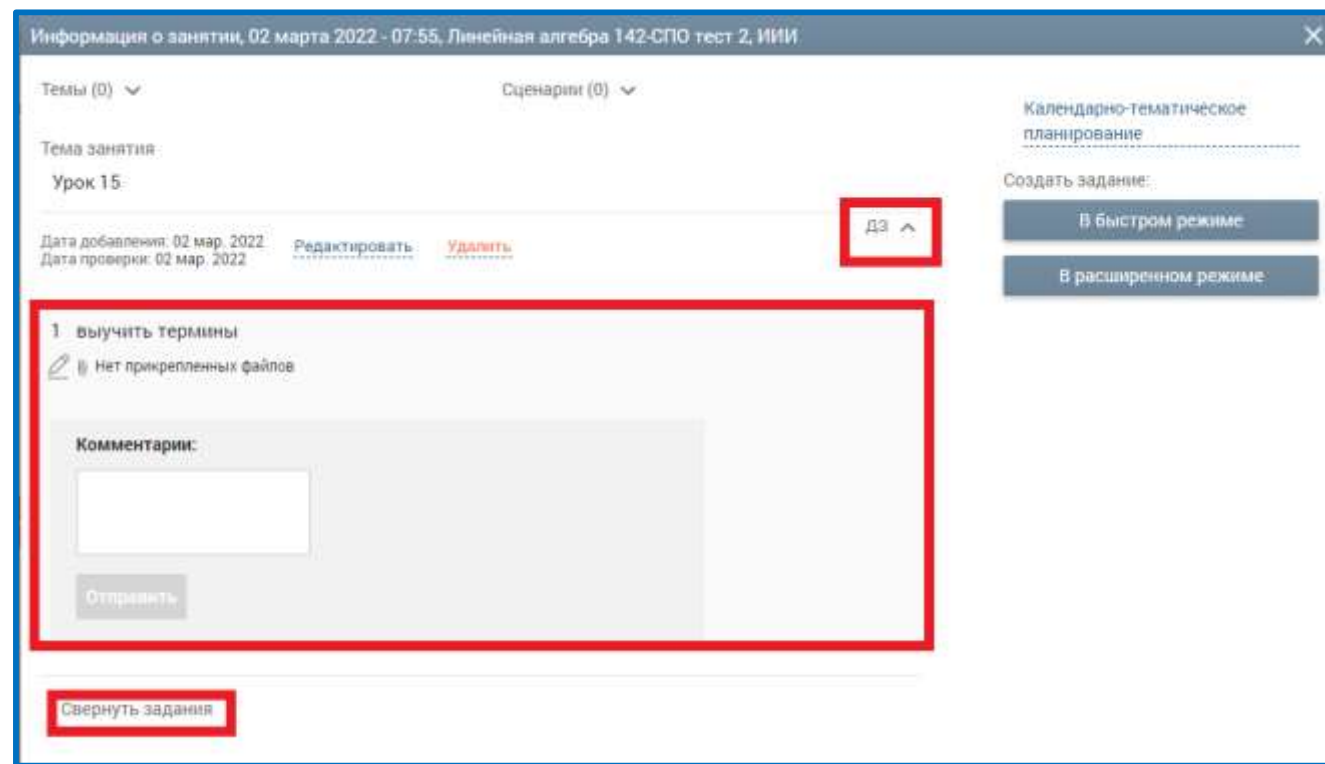 Информация о занятии, 02 марта 2022 - 07:55, Линейная алгебра 142-СПО тест 2, ИИИ
Темы (0)
Сценарии (0)
Календарно-тематическое
планирование
Тема занятия
Урок 15
Создать задание:
В быстром режиме
В расширенном режиме
ДЗ
Дата добавления: 02 мар. 2022
Дата проверки: 02 мар. 2022
Редактировать
Удалить
1 выучить термины
Нет прикрепленных файлов
Комментарии:
Отправить
Свернуть задания